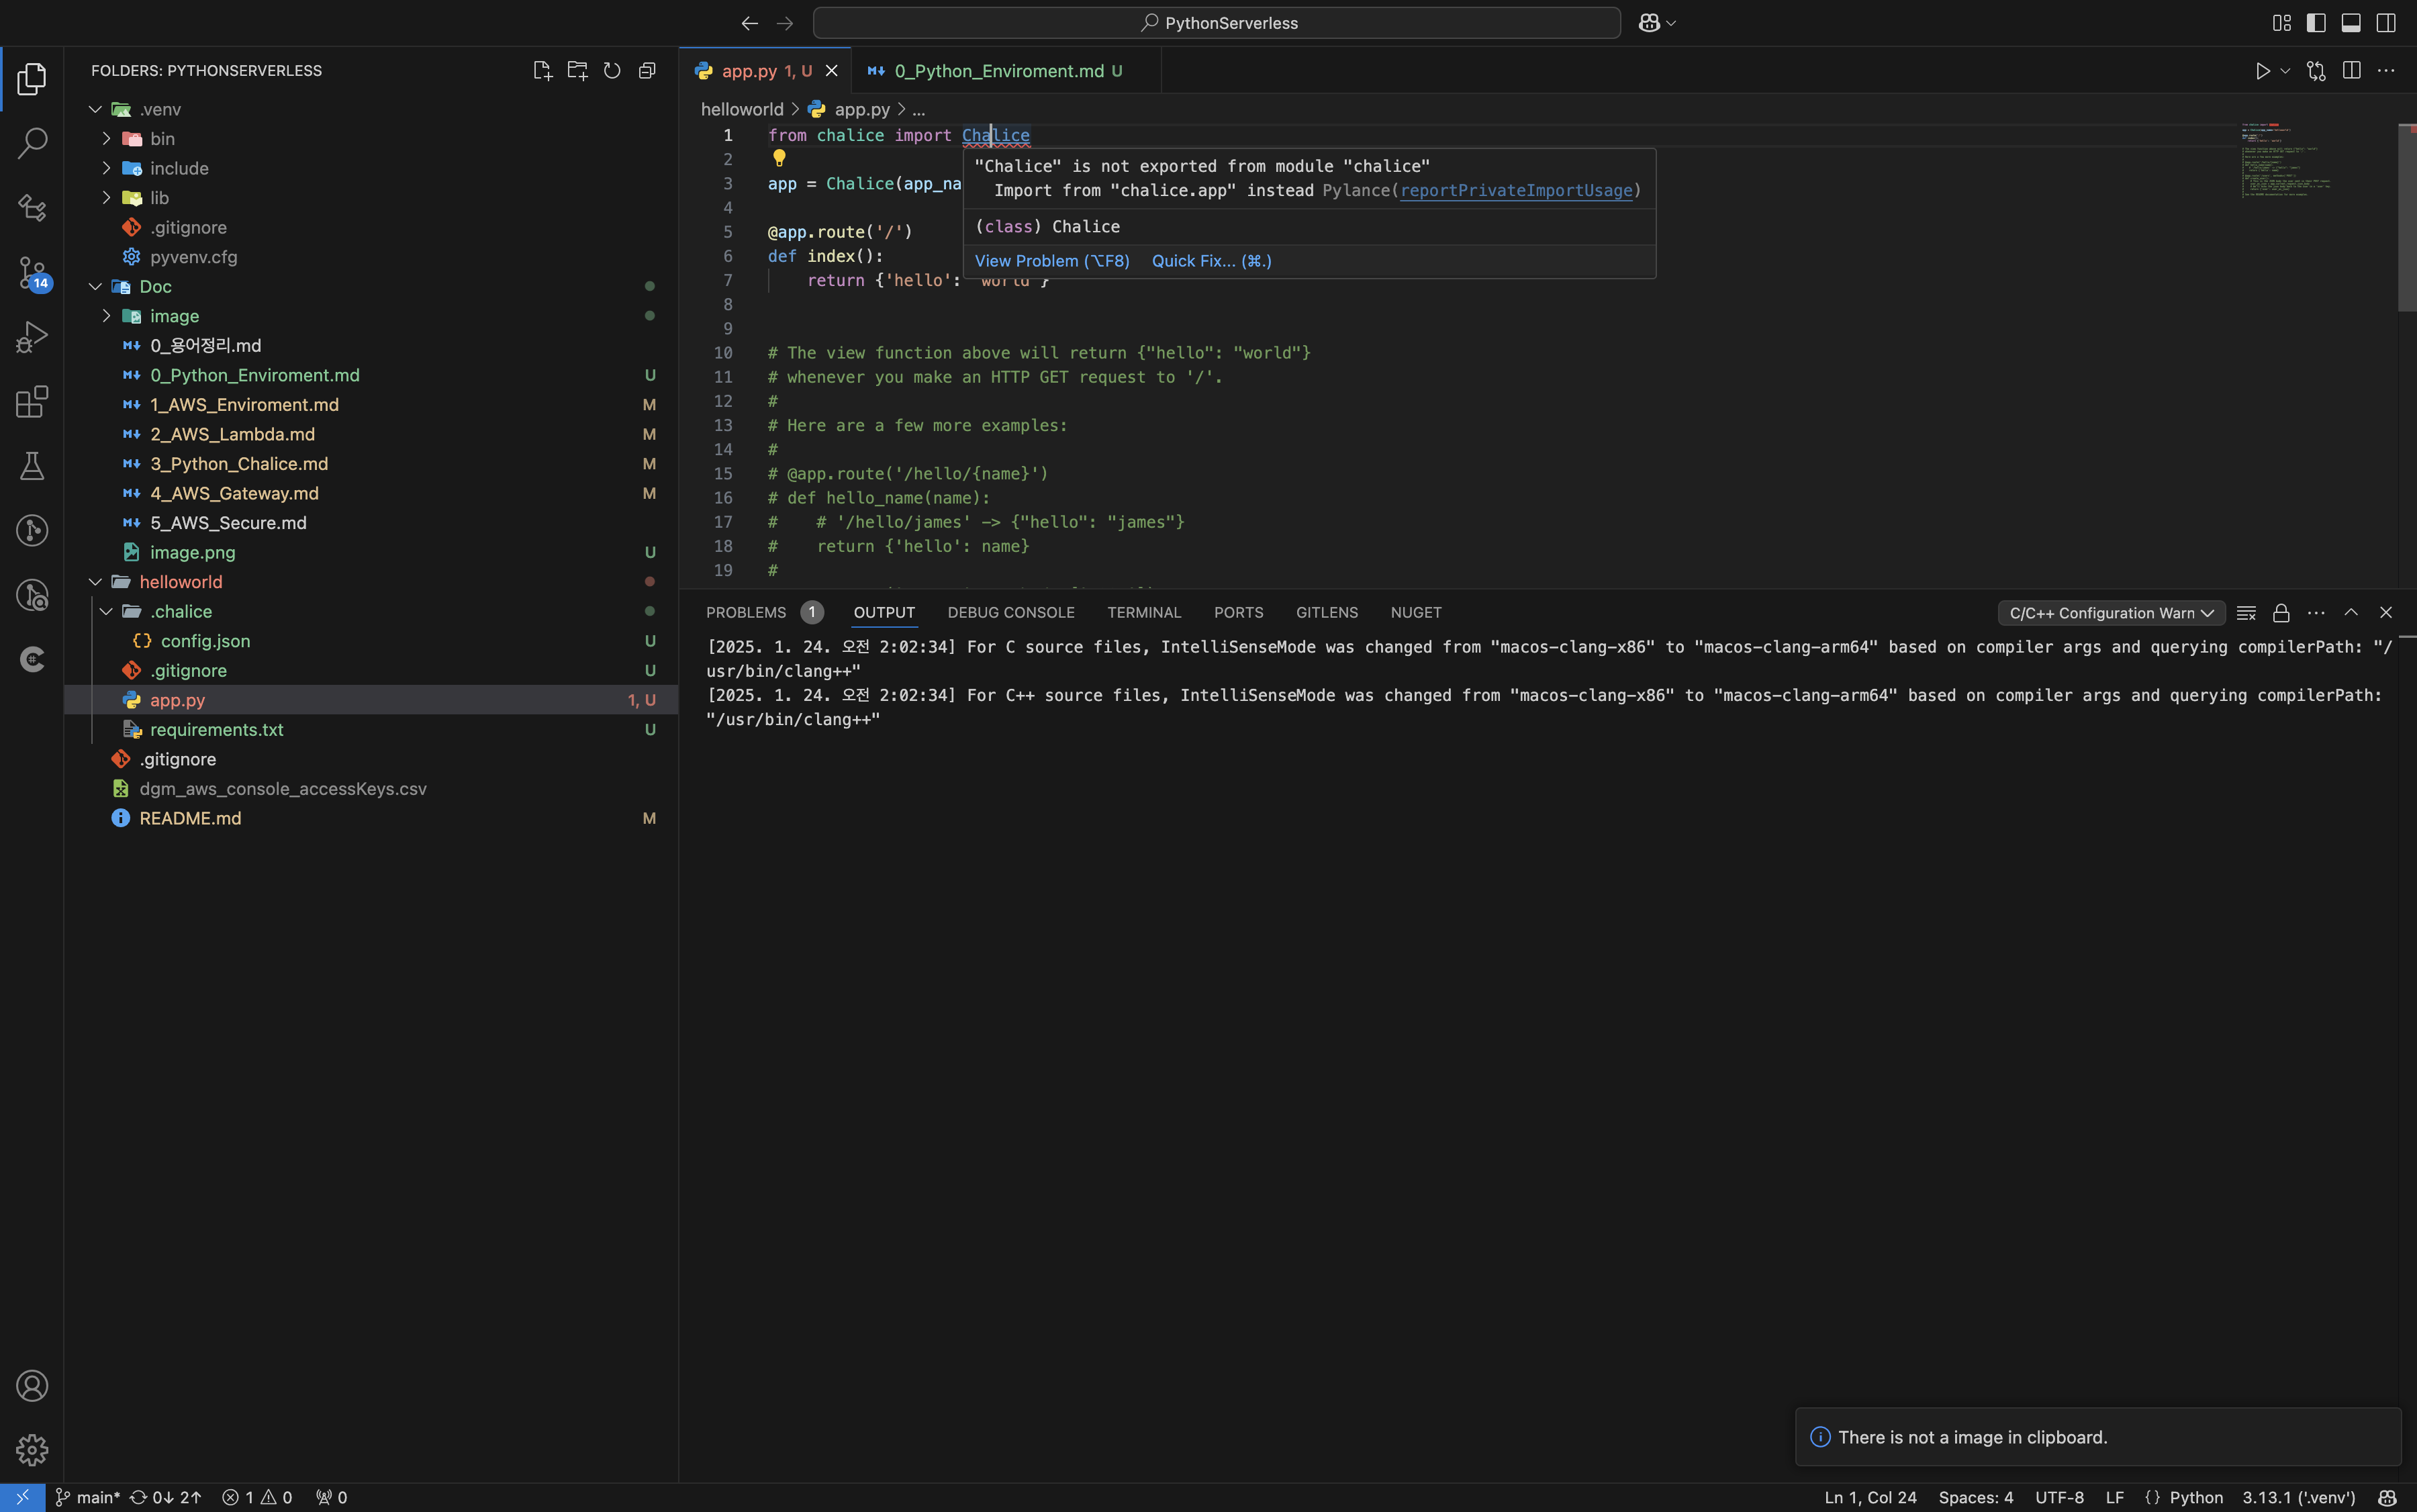 PythonServerless
FOLDERS: PYTHONSERVERLESS
.venv
bin
include
lib
.gitignore
pyvenv.cfg
Doc
image
0_용어정리.md
0_Python_Enviroment.md U
1_AWS_Enviroment.md M
2_AWS_Lambda.md M
3_Python_Chalice.md M
4_AWS_Gateway.md M
5_AWS_Secure.md
image.png U
helloworld
.chalice
config.json U
.gitignore U
app.py 1, U
requirements.txt U
.gitignore
dgm_aws_console_accessKeys.csv
README.md M
14
app.py 1, U
0_Python_Enviroment.md U
helloworld > app.py > ...
1 from chalice import Chalice
2
3 app = Chalice(app_na
4
5 @app.route('/')
6 def index():
7 return {'hello': 'world'}
8
9
10 # The view function above will return {"hello": "world"}
11 # whenever you make an HTTP GET request to '/'.
12 #
13 # Here are a few more examples:
14 #
15 # @app.route('/hello/{name}')
16 # def hello_name(name):
17 # # '/hello/james' -> {"hello": "james"}
18 # return {'hello': name}
19 #
"Chalice" is not exported from module "chalice"
Import from "chalice.app" instead Pylance(reportPrivateImportUsage)
(class) Chalice
View Problem (⌥F8) Quick Fix... (⌘.)
PROBLEMS 1 OUTPUT DEBUG CONSOLE TERMINAL PORTS GITLENS NUGET
C/C++ Configuration Warn
[2025. 1. 24. 오전 2:02:34] For C source files, IntelliSenseMode was changed from "macos-clang-x86" to "macos-clang-arm64" based on compiler args and querying compilerPath: "/
usr/bin/clang++"
[2025. 1. 24. 오전 2:02:34] For C++ source files, IntelliSenseMode was changed from "macos-clang-x86" to "macos-clang-arm64" based on compiler args and querying compilerPath:
"/usr/bin/clang++"
There is not a image in clipboard.
main* 0↓ 2↑ 1 0 0
Ln 1, Col 24 Spaces: 4 UTF-8 LF {} Python 3.13.1 ('.venv')